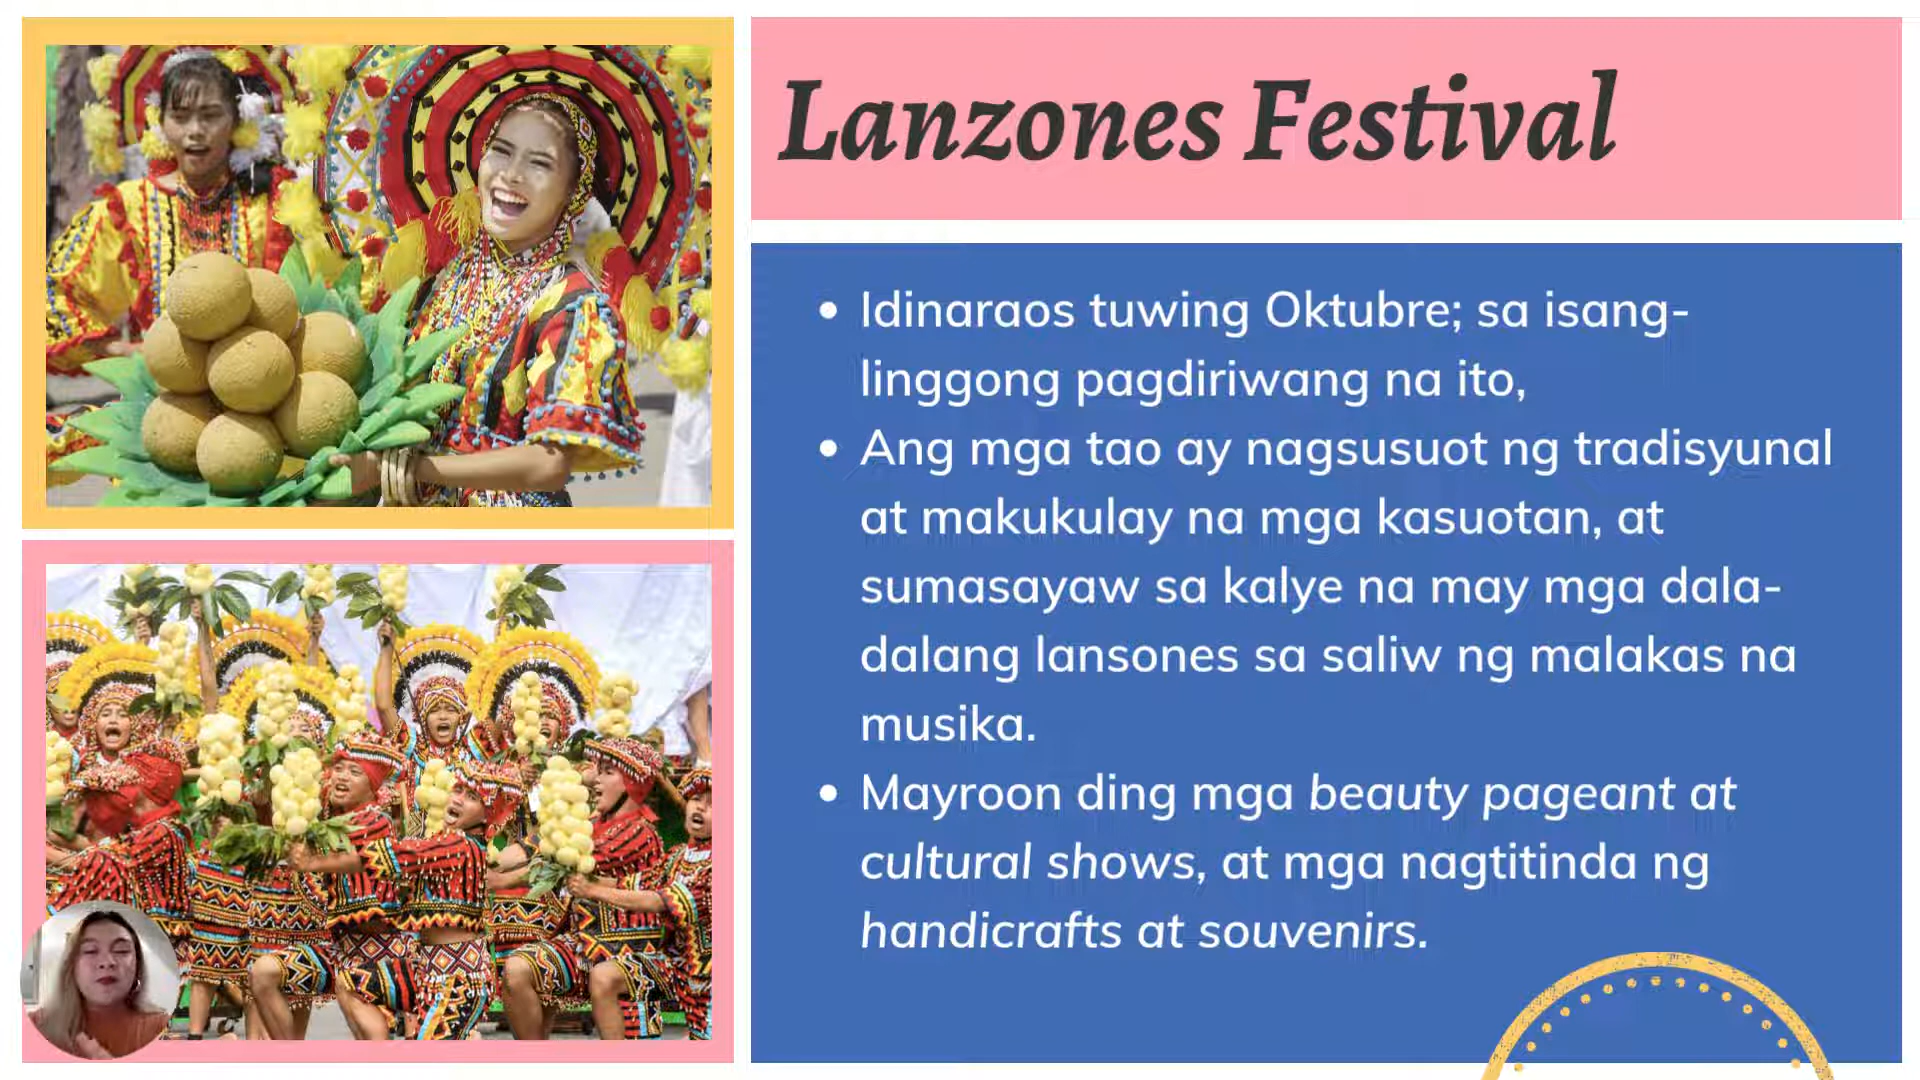 Lanzones Festival
Idinaraos tuwing Oktubre; sa isang-
linggong pagdiriwang na ito,
Ang mga tao ay nagsusuot ng tradisyunal
at makukulay na mga kasuotan, at
sumasayaw sa kalye na may mga dala-
dalang lansones sa saliw ng malakas na
musika.
Mayroon ding mga beauty pageant at
cultural shows, at mga nagtitinda ng
handicrafts at souvenirs.